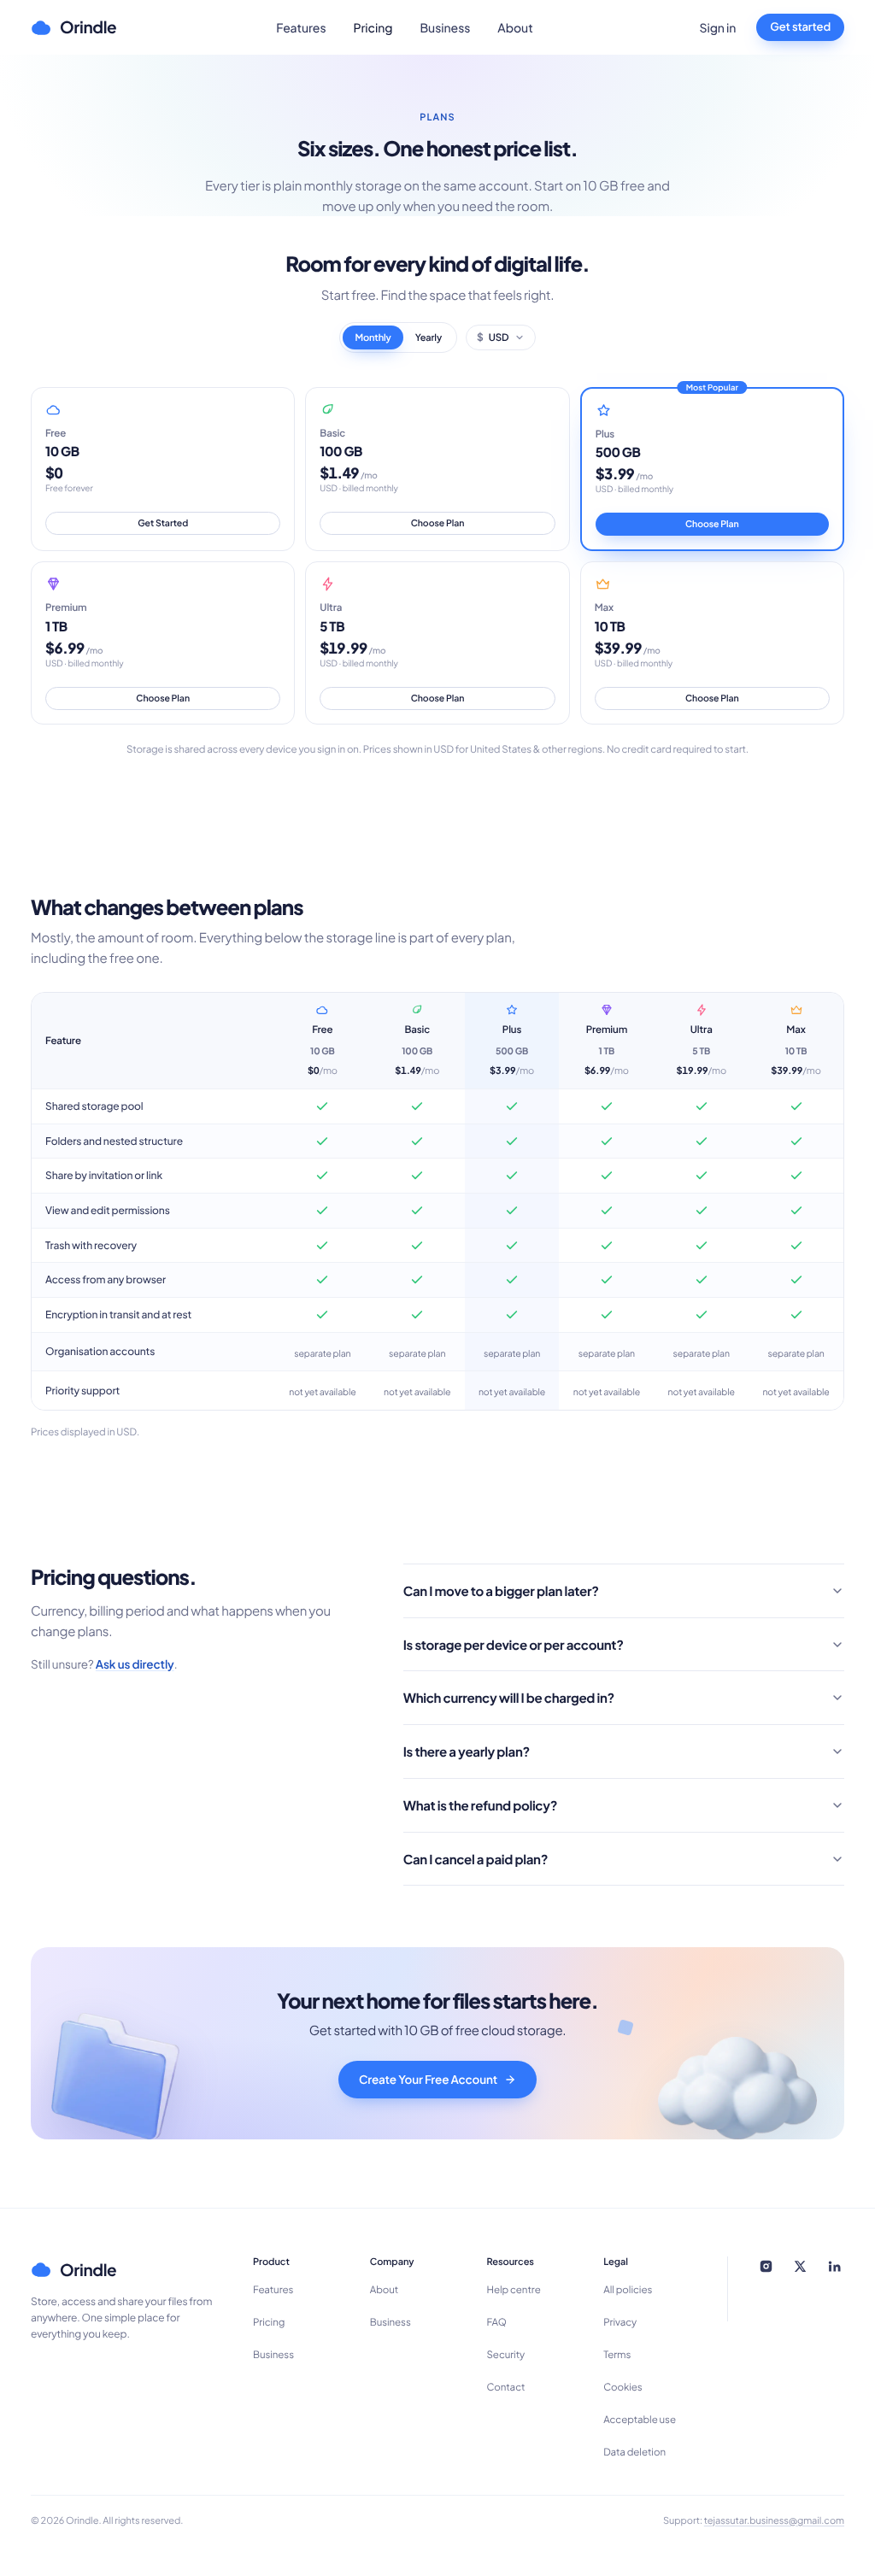 Orindle
Features
Pricing
Business
About
Sign in
Get started
PLANS
Six sizes. One honest price list.
Every tier is plain monthly storage on the same account. Start on 10 GB free and
move up only when you need the room.
Room for every kind of digital life.
Start free. Find the space that feels right.
Monthly
Yearly
$ USD
Free
10 GB
$0
Free forever
Get Started
Basic
100 GB
$1.49 /mo
USD · billed monthly
Choose Plan
Most Popular
Plus
500 GB
$3.99 /mo
USD · billed monthly
Choose Plan
Premium
1 TB
$6.99 /mo
USD · billed monthly
Choose Plan
Ultra
5 TB
$19.99 /mo
USD · billed monthly
Choose Plan
Max
10 TB
$39.99 /mo
USD · billed monthly
Choose Plan
Storage is shared across every device you sign in on. Prices shown in USD for United States & other regions. No credit card required to start.
What changes between plans
Mostly, the amount of room. Everything below the storage line is part of every plan,
including the free one.
Feature
Free
10 GB
$0/mo
Basic
100 GB
$1.49/mo
Plus
500 GB
$3.99/mo
Premium
1 TB
$6.99/mo
Ultra
5 TB
$19.99/mo
Max
10 TB
$39.99/mo
Shared storage pool
Folders and nested structure
Share by invitation or link
View and edit permissions
Trash with recovery
Access from any browser
Encryption in transit and at rest
Organisation accounts separate plan separate plan separate plan separate plan separate plan separate plan
Priority support not yet available not yet available not yet available not yet available not yet available not yet available
Prices displayed in USD.
Pricing questions.
Currency, billing period and what happens when you
change plans.
Still unsure? Ask us directly.
Can I move to a bigger plan later?
Is storage per device or per account?
Which currency will I be charged in?
Is there a yearly plan?
What is the refund policy?
Can I cancel a paid plan?
Your next home for files starts here.
Get started with 10 GB of free cloud storage.
Create Your Free Account
Orindle
Store, access and share your files from
anywhere. One simple place for
everything you keep.
Product
Features
Pricing
Business
Company
About
Business
Resources
Help centre
FAQ
Security
Contact
Legal
All policies
Privacy
Terms
Cookies
Acceptable use
Data deletion
© 2026 Orindle. All rights reserved.
Support: tejassutar.business@gmail.com